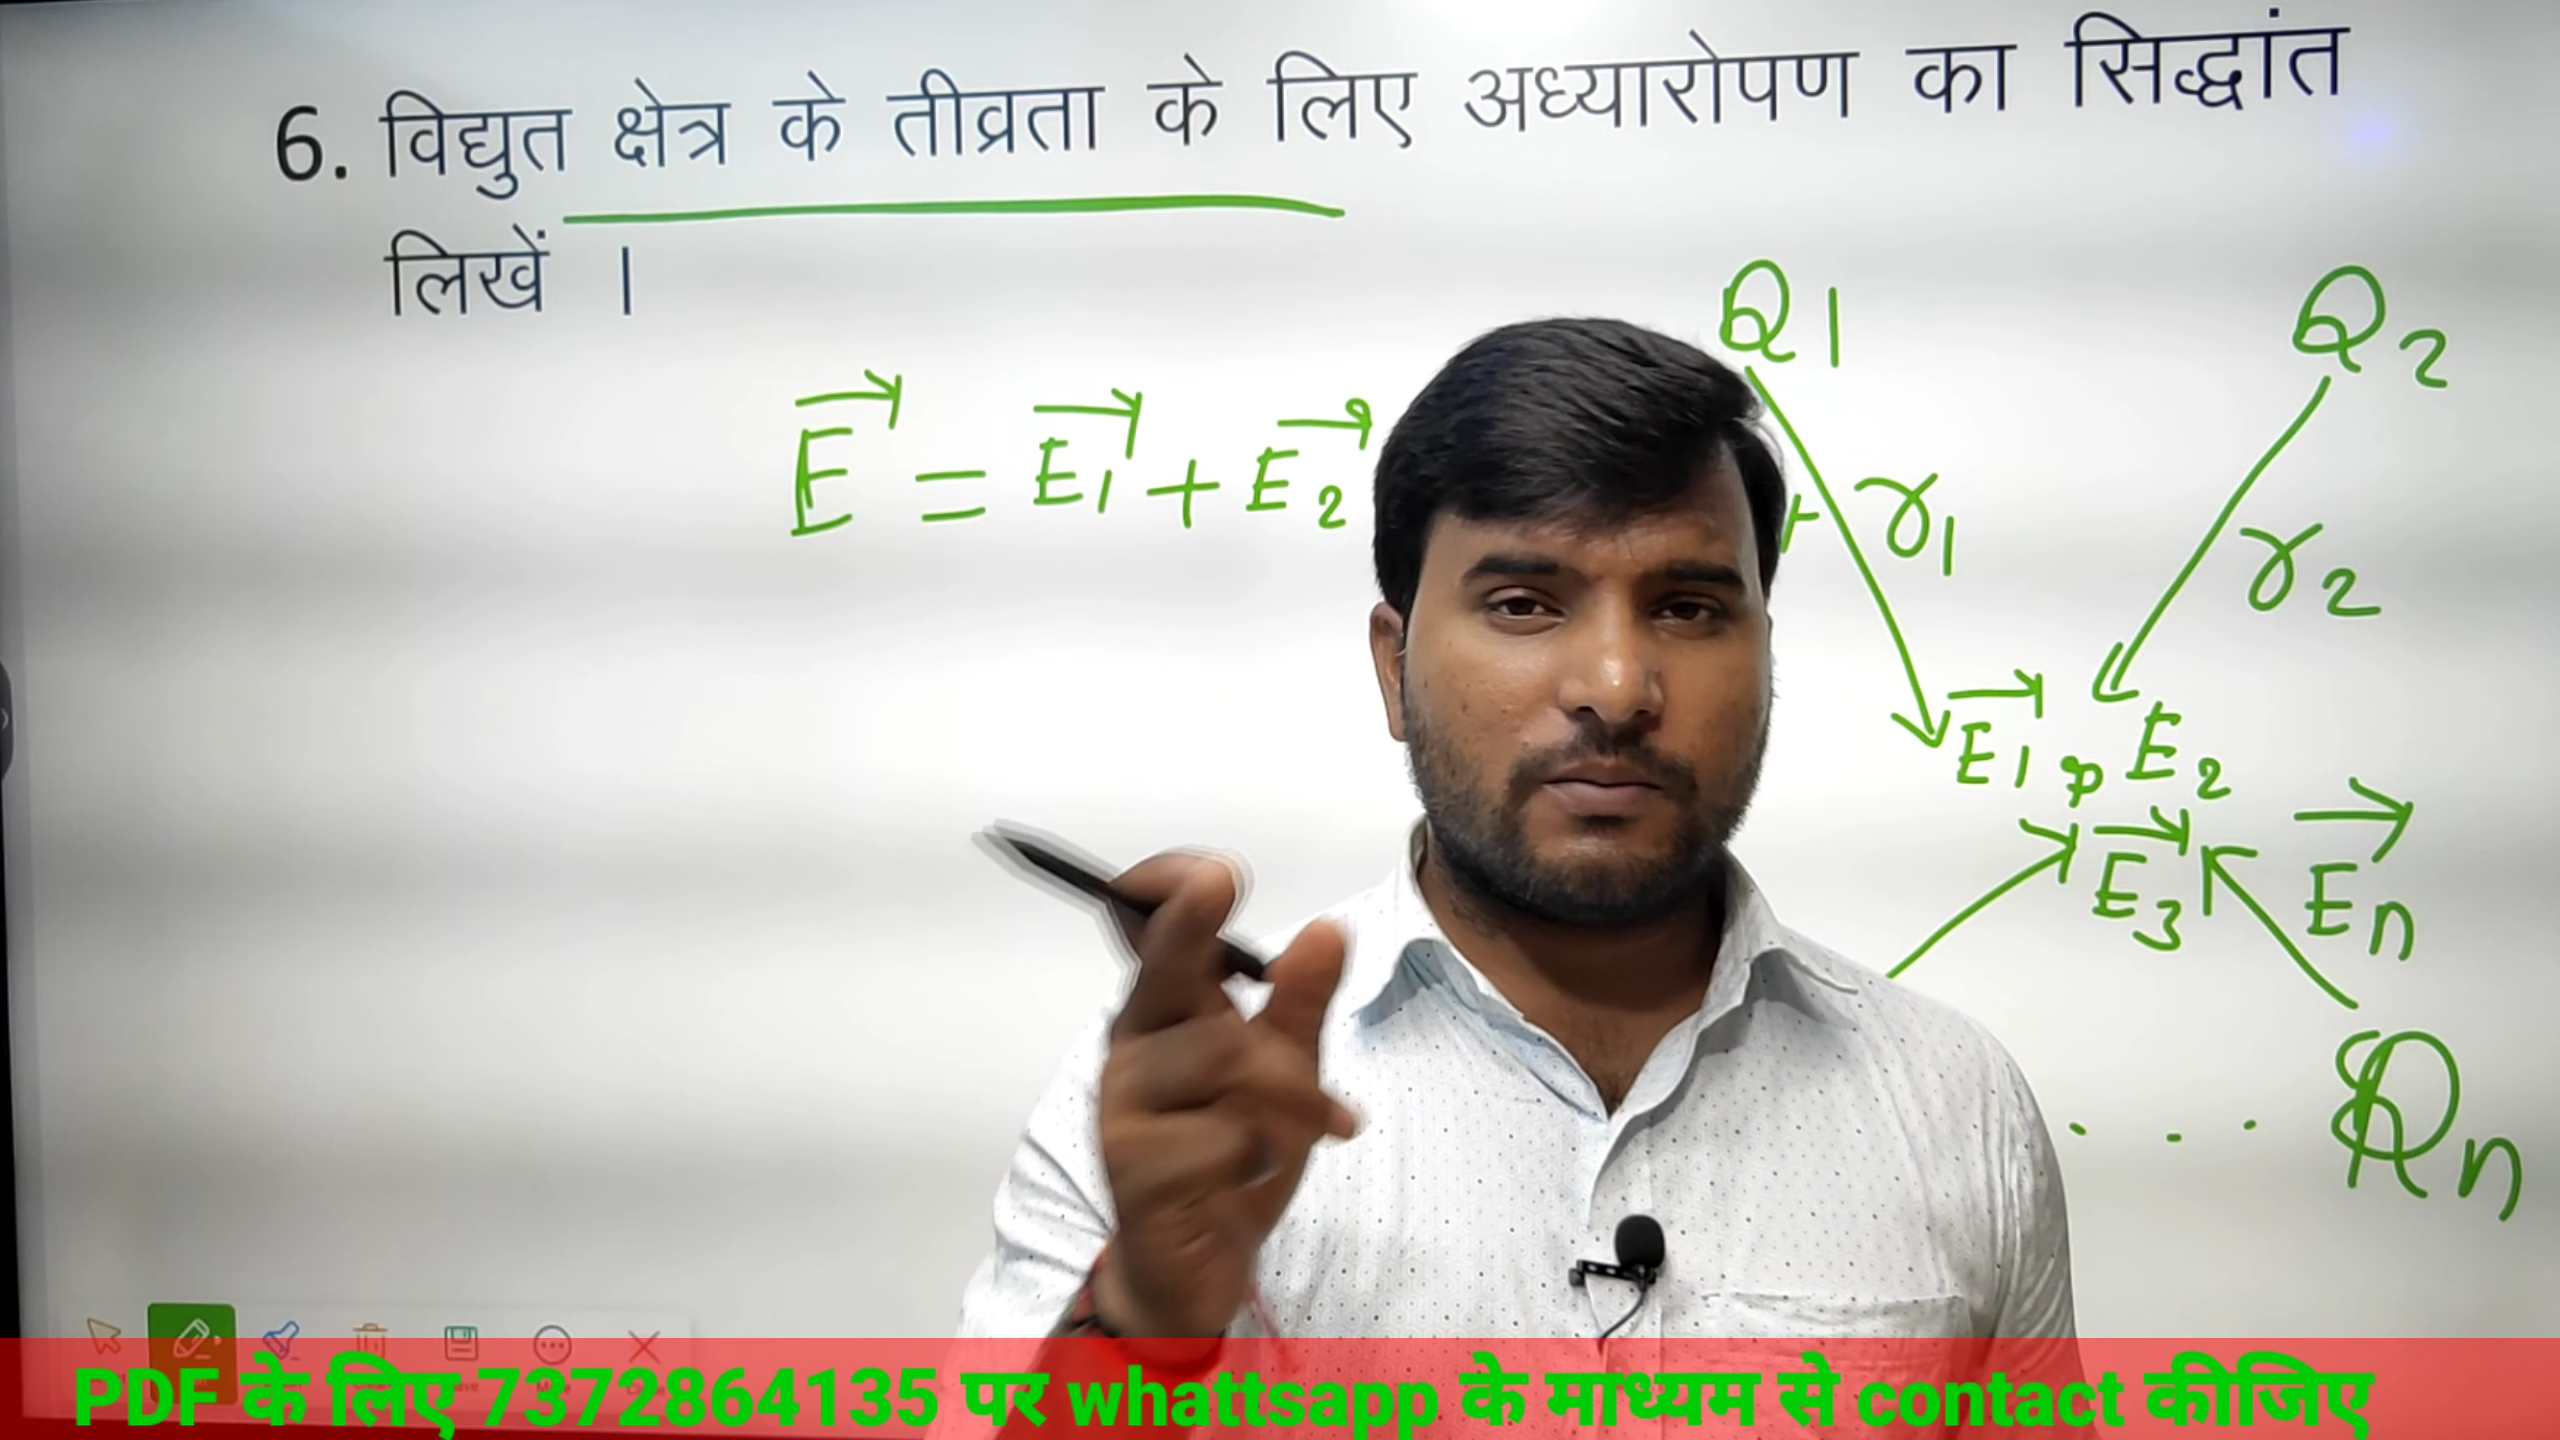 6. विद्युत क्षेत्र के तीव्रता के लिए अध्यारोपण का सिद्धांत
लिखें ।
Q1
Q2
E = E1 + E2 +
r1
r2
E1 P E2
E3
En
. . . Qn
PDF के लिए 7372864135 पर whattsapp के माध्यम से contact कीजिए